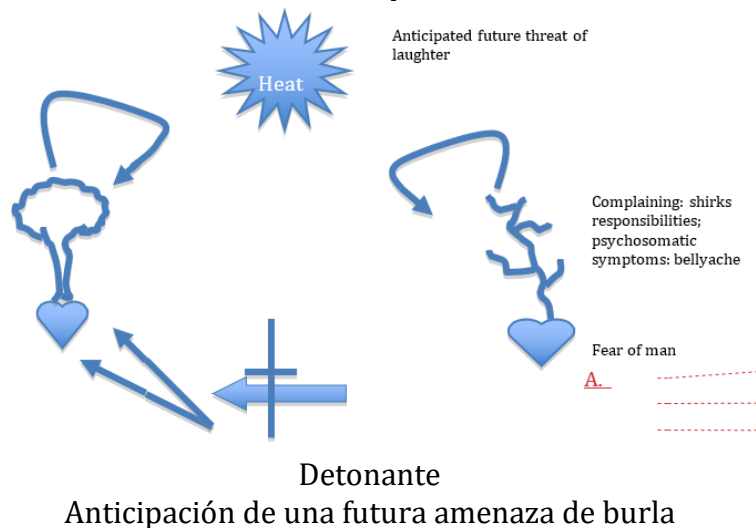 Anticipated future threat of
laughter
Heat
Complaining: shirks
responsibilities;
psychosomatic
symptoms: bellyache
Fear of man
A.
Detonante
Anticipación de una futura amenaza de burla